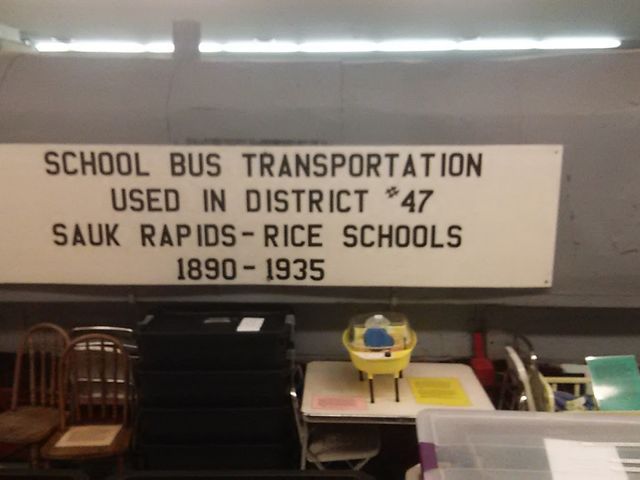 SCHOOL BUS TRANSPORTATION
USED IN DISTRICT #47
SAUK RAPIDS-RICE SCHOOLS
1890-1935